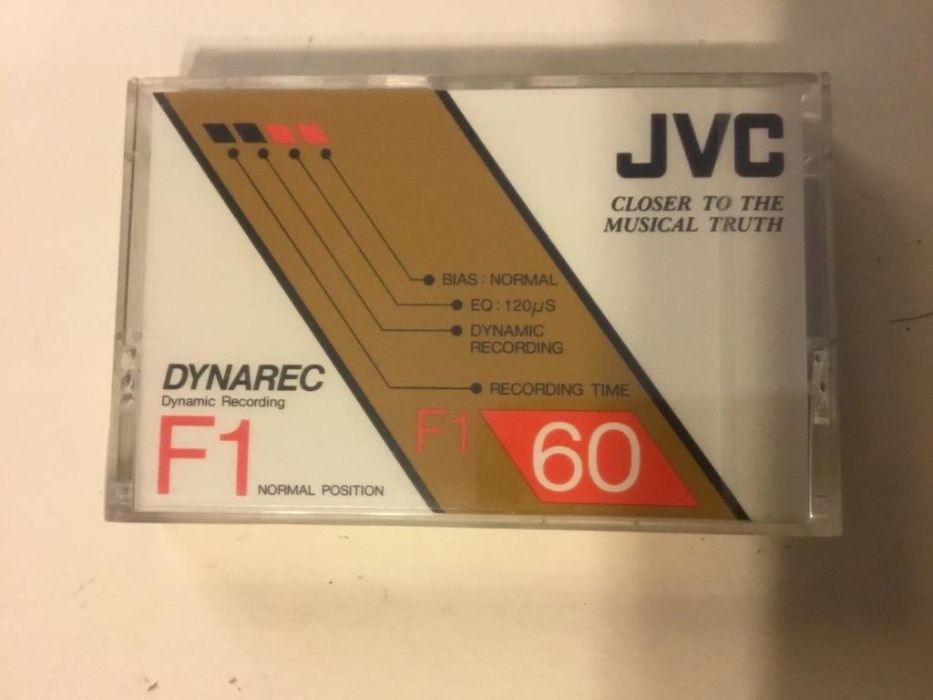 JVC
CLOSER TO THE
MUSICAL TRUTH
BIAS : NORMAL
EQ : 120µS
DYNAMIC
RECORDING
RECORDING TIME
DYNAREC
Dynamic Recording
F1
NORMAL POSITION
F1
60